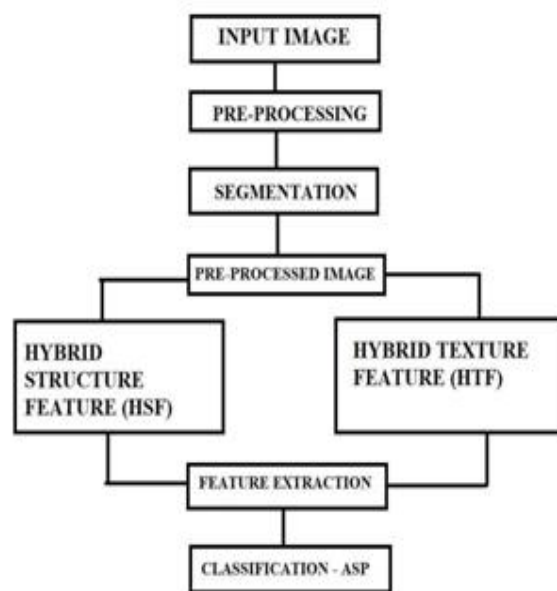 INPUT IMAGE
PRE-PROCESSING
SEGMENTATION
PRE-PROCESSED IMAGE
HYBRID
STRUCTURE
FEATURE (HSF)
HYBRID TEXTURE
FEATURE (HTF)
FEATURE EXTRACTION
CLASSIFICATION - ASP